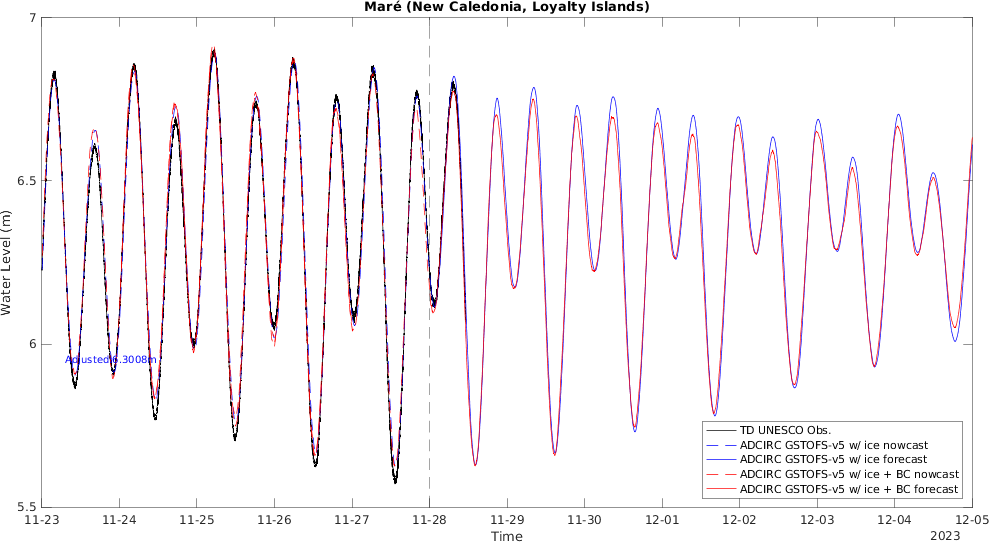 Maré (New Caledonia, Loyalty Islands)
7
6.5
6
5.5
Water Level (m)
Adjusted 6.3008m
TD UNESCO Obs.
ADCIRC GSTOFS-v5 w/ ice nowcast
ADCIRC GSTOFS-v5 w/ ice forecast
ADCIRC GSTOFS-v5 w/ ice + BC nowcast
ADCIRC GSTOFS-v5 w/ ice + BC forecast
11-23 11-24 11-25 11-26 11-27 11-28 11-29 11-30 12-01 12-02 12-03 12-04 12-05
Time
2023